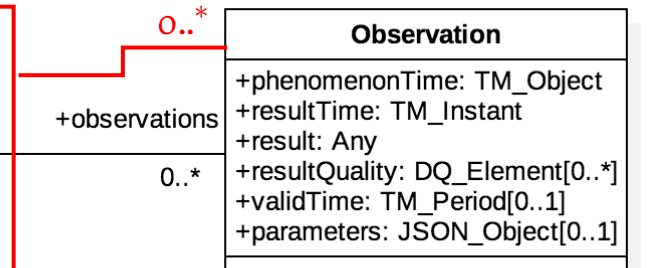 o..*
Observation
+phenomenonTime: TM_Object
+resultTime: TM_Instant
+observations
+result: Any
0..*
+resultQuality: DQ_Element[0..*]
+validTime: TM_Period[0..1]
+parameters: JSON_Object[0..1]